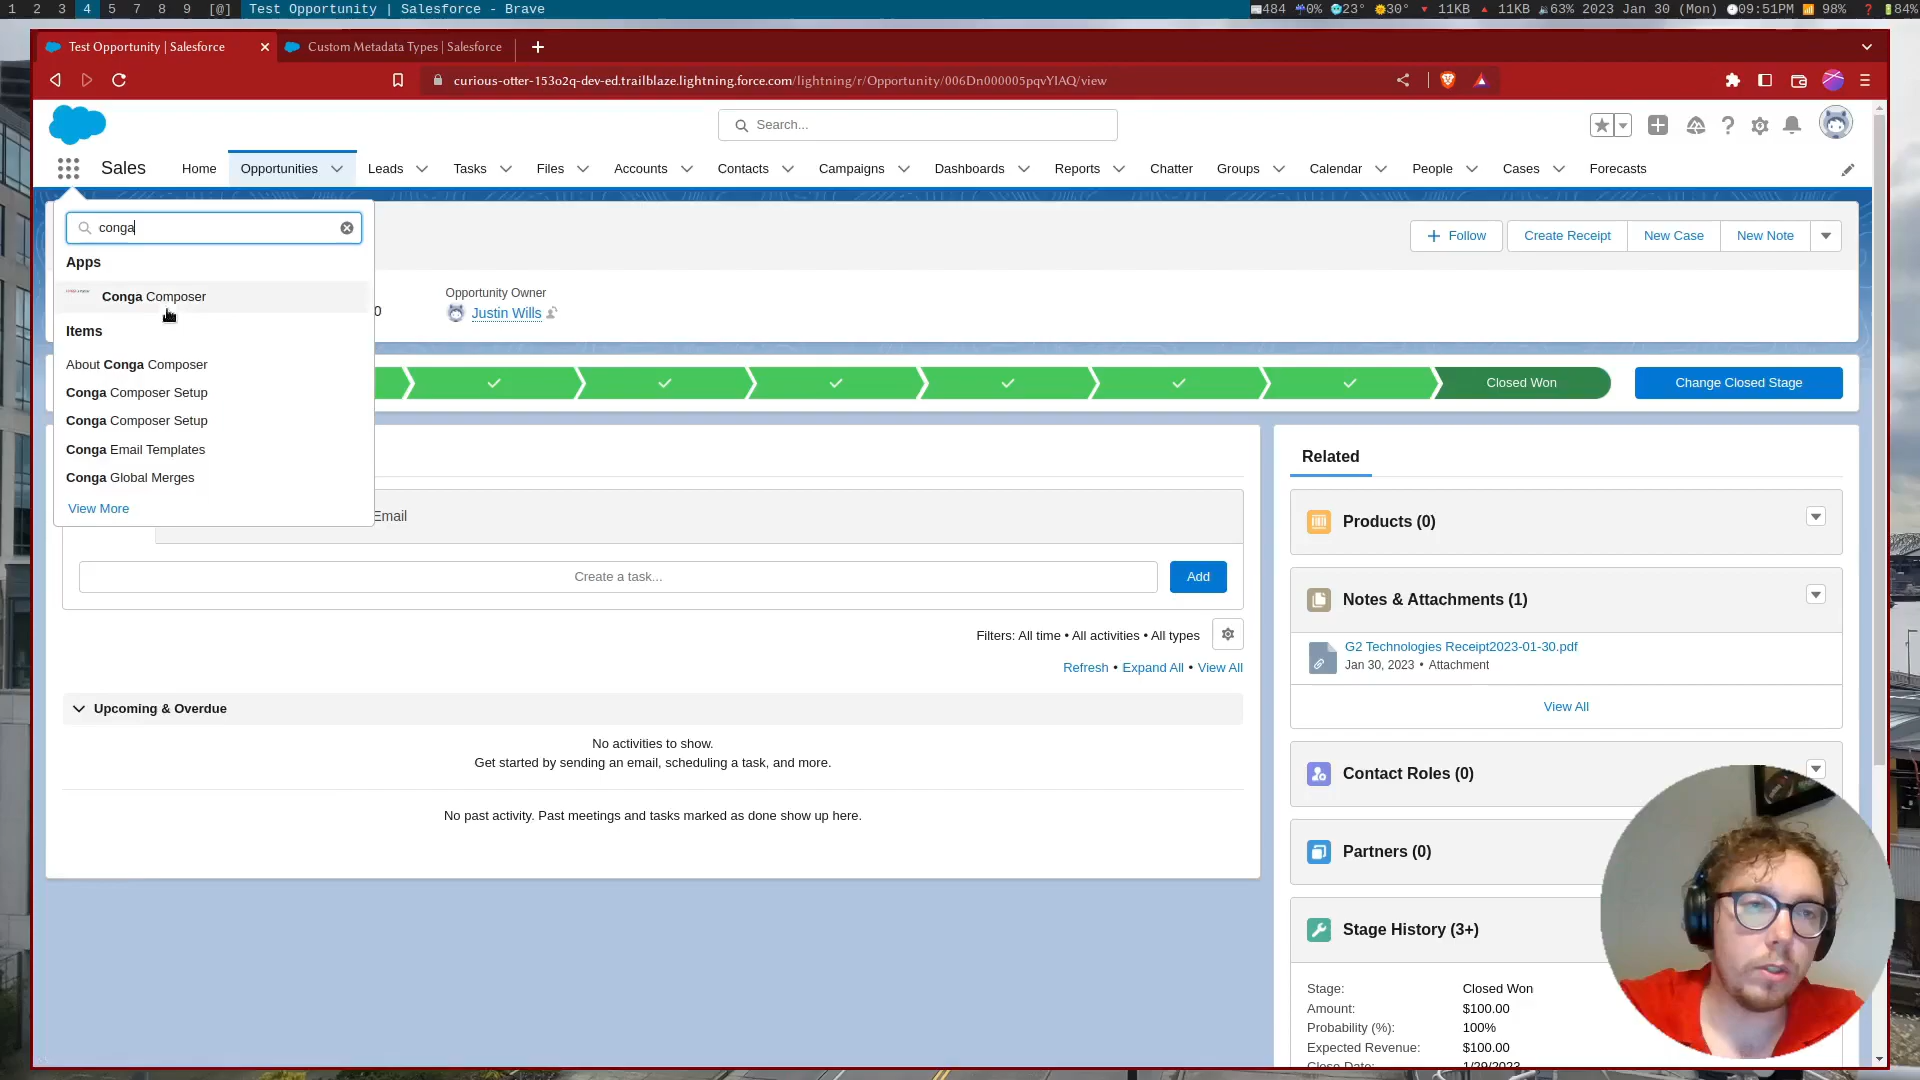 1 2 3 4 5 6 7 8 9 [@] Test Opportunity | Salesforce - Brave
484 0% 23° 30° 11KB 11KB 63% 2023 Jan 30 (Mon) 09:51PM 98% 84%
Test Opportunity | Salesforce
Custom Metadata Types | Salesforce
curious-otter-153o2q-dev-ed.trailblaze.lightning.force.com/lightning/r/Opportunity/006Dn000005pqvYIAQ/view
Search...
Sales Home Opportunities Leads Tasks Files Accounts Contacts Campaigns Dashboards Reports Chatter Groups Calendar People Cases Forecasts
conga
Apps
Conga Composer
Items
About Conga Composer
Conga Composer Setup
Conga Composer Setup
Conga Email Templates
Conga Global Merges
View More
Follow Create Receipt New Case New Note
Opportunity Owner
0
Justin Wills
Closed Won
Change Closed Stage
Email
Create a task...
Add
Filters: All time • All activities • All types
Refresh • Expand All • View All
Upcoming & Overdue
No activities to show.
Get started by sending an email, scheduling a task, and more.
No past activity. Past meetings and tasks marked as done show up here.
Related
Products (0)
Notes & Attachments (1)
G2 Technologies Receipt2023-01-30.pdf
Jan 30, 2023 • Attachment
View All
Contact Roles (0)
Partners (0)
Stage History (3+)
Stage: Closed Won
Amount: $100.00
Probability (%): 100%
Expected Revenue: $100.00
Close Date: 1/29/2023